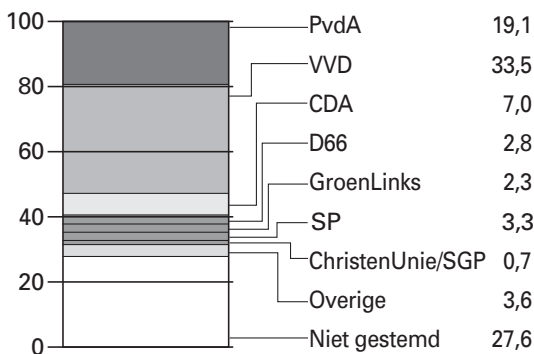 100
80
60
40
20
0
PvdA 19,1
VVD 33,5
CDA 7,0
D66 2,8
GroenLinks 2,3
SP 3,3
ChristenUnie/SGP 0,7
Overige 3,6
Niet gestemd 27,6